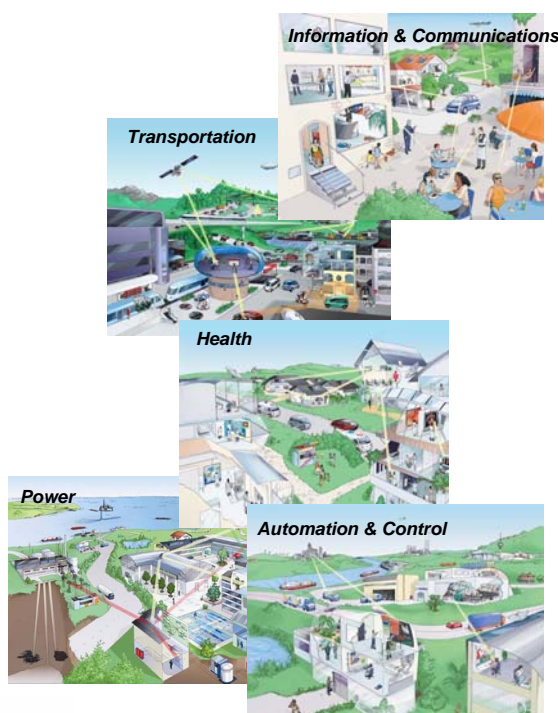 Information & Communications
Transportation
Health
Power
Automation & Control